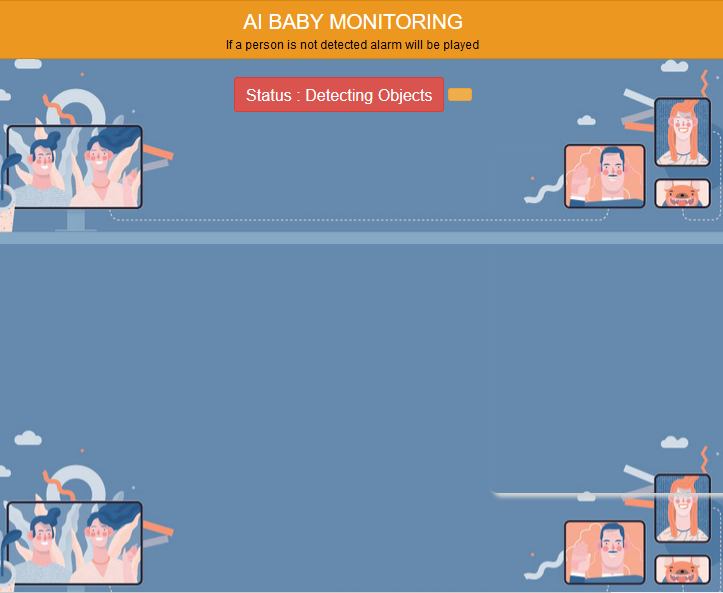 AI BABY MONITORING
If a person is not detected alarm will be played
Status : Detecting Objects